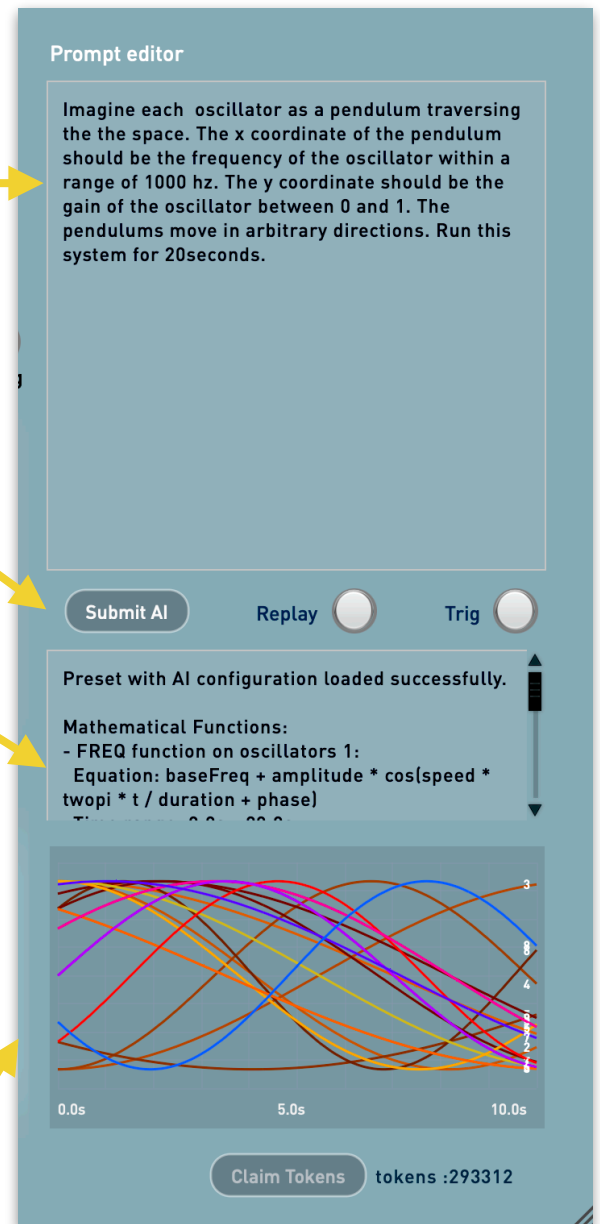 Prompt editor
Imagine each oscillator as a pendulum traversing
the the space. The x coordinate of the pendulum
should be the frequency of the oscillator within a
range of 1000 hz. The y coordinate should be the
gain of the oscillator between 0 and 1. The
pendulums move in arbitrary directions. Run this
system for 20seconds.
g
Submit AI
Replay
Trig
Preset with AI configuration loaded successfully.
Mathematical Functions:
- FREQ function on oscillators 1:
Equation: baseFreq + amplitude * cos(speed *
twopi * t / duration + phase)
3
8
4
2
0.0s
5.0s
10.0s
Claim Tokens
tokens :293312